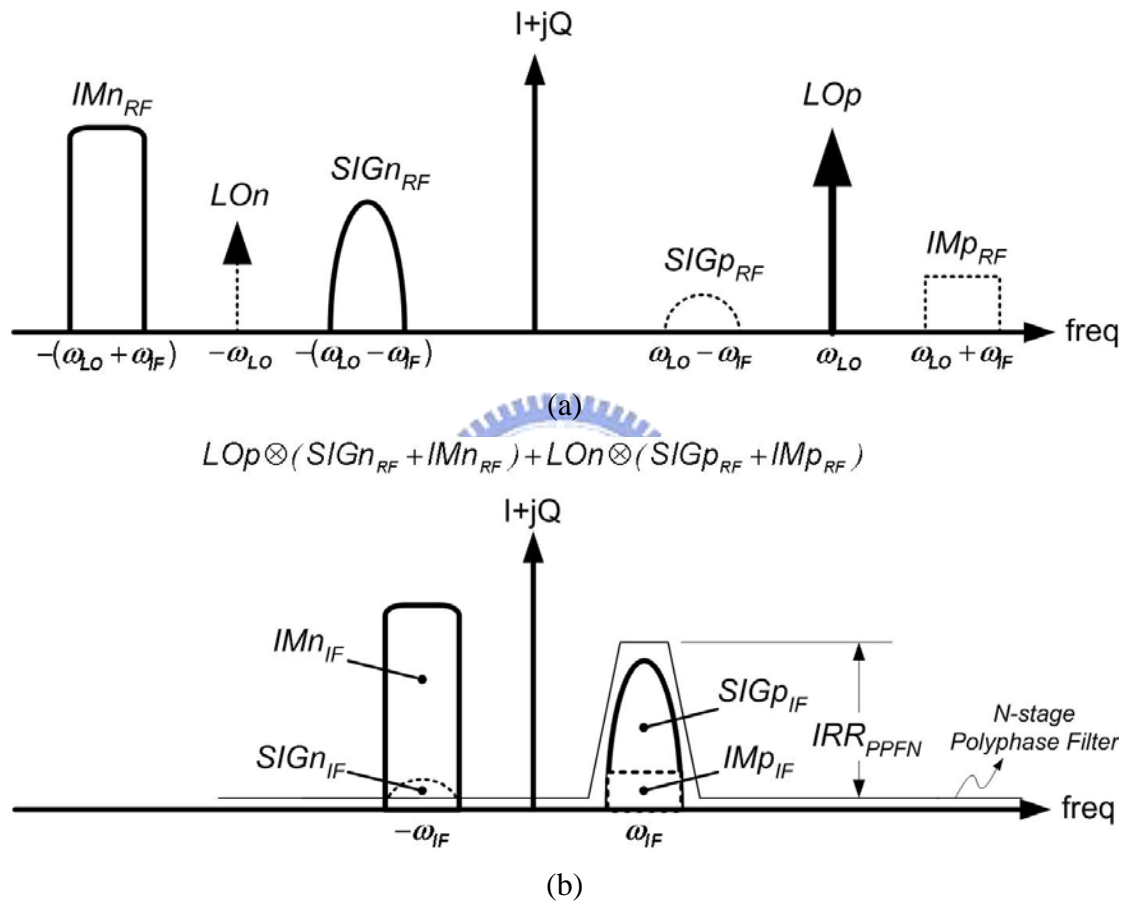 I+jQ
IMn_RF
LOn
SIGn_RF
LOp
SIGp_RF
IMp_RF
freq
-(ω_LO + ω_IF)
-ω_LO
-(ω_LO - ω_IF)
ω_LO - ω_IF
ω_LO
ω_LO + ω_IF
(a)
LOp⊗(SIGn_RF +IMn_RF)+LOn⊗(SIGp_RF +IMp_RF)
I+jQ
IMn_IF
SIGn_IF
SIGp_IF
IMp_IF
IRR_PPFN
N-stage
Polyphase Filter
freq
-ω_IF
ω_IF
(b)